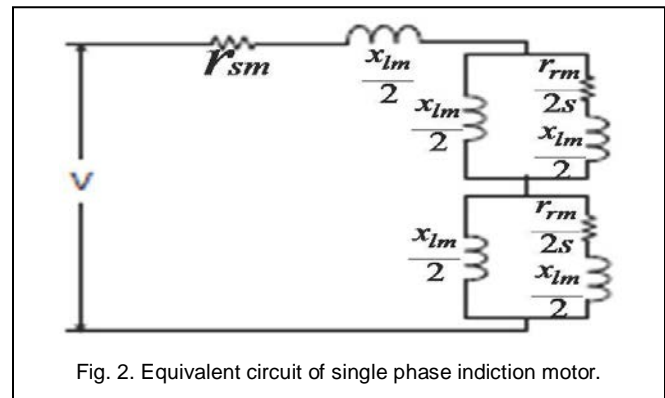 r_sm
x_lm/2
r_rm/2s
x_lm/2
x_lm/2
V
r_rm/2s
x_lm/2
x_lm/2
Fig. 2. Equivalent circuit of single phase indiction motor.